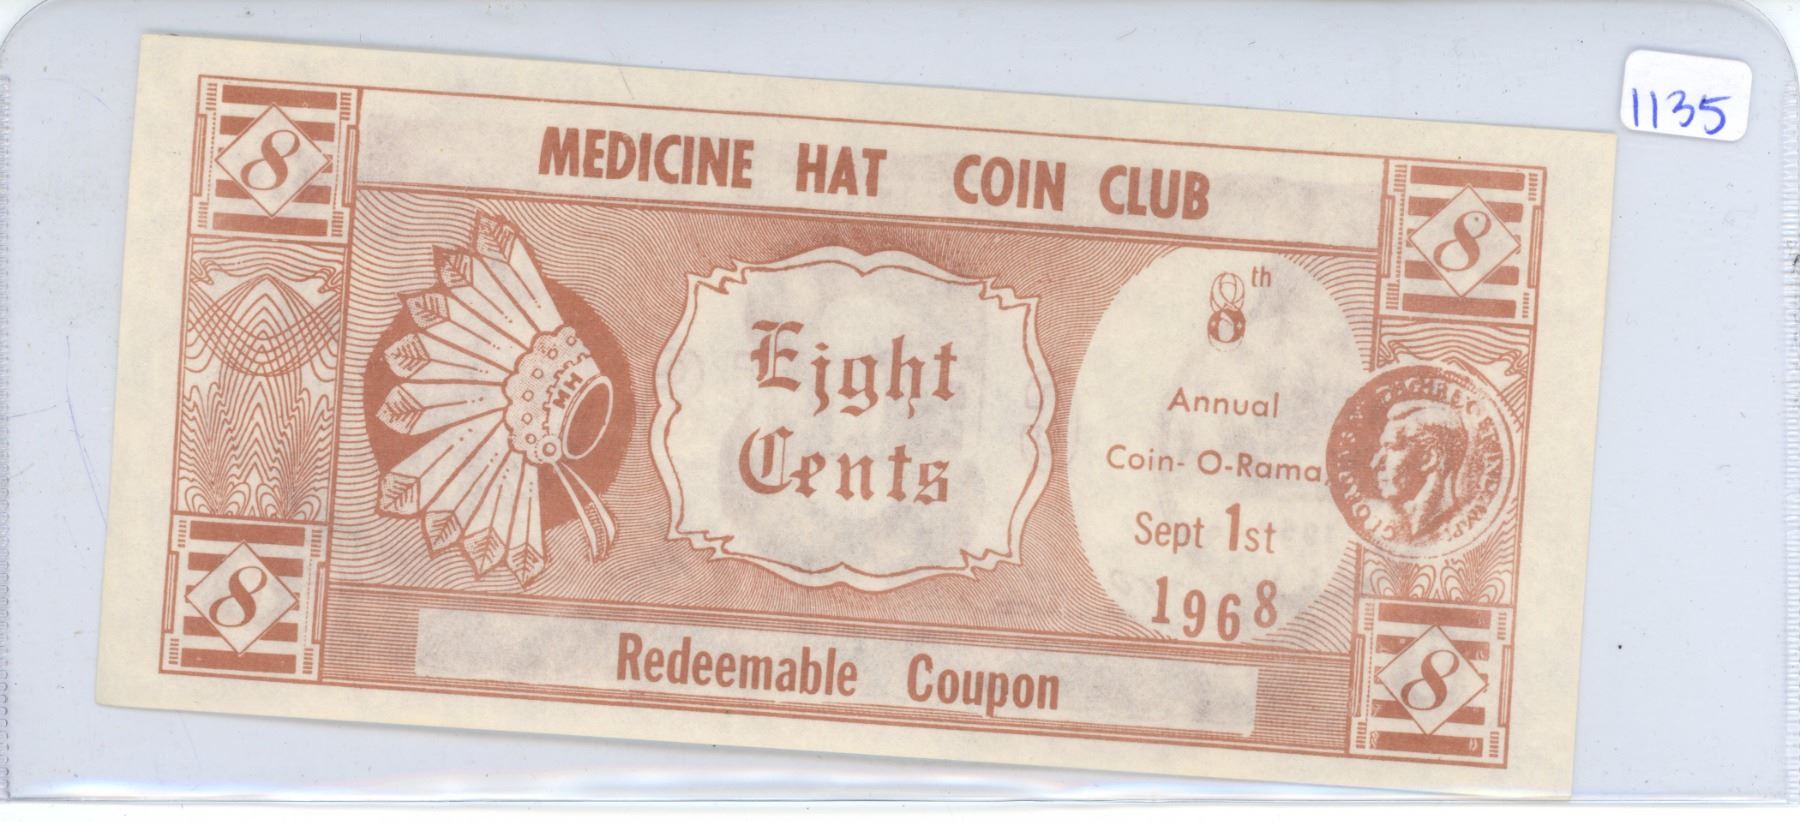 1135
8
8
MEDICINE HAT COIN CLUB
MH
Eight
Cents
8th
Annual
Coin-O-Rama,
Sept 1st
1968
8
8
Redeemable Coupon